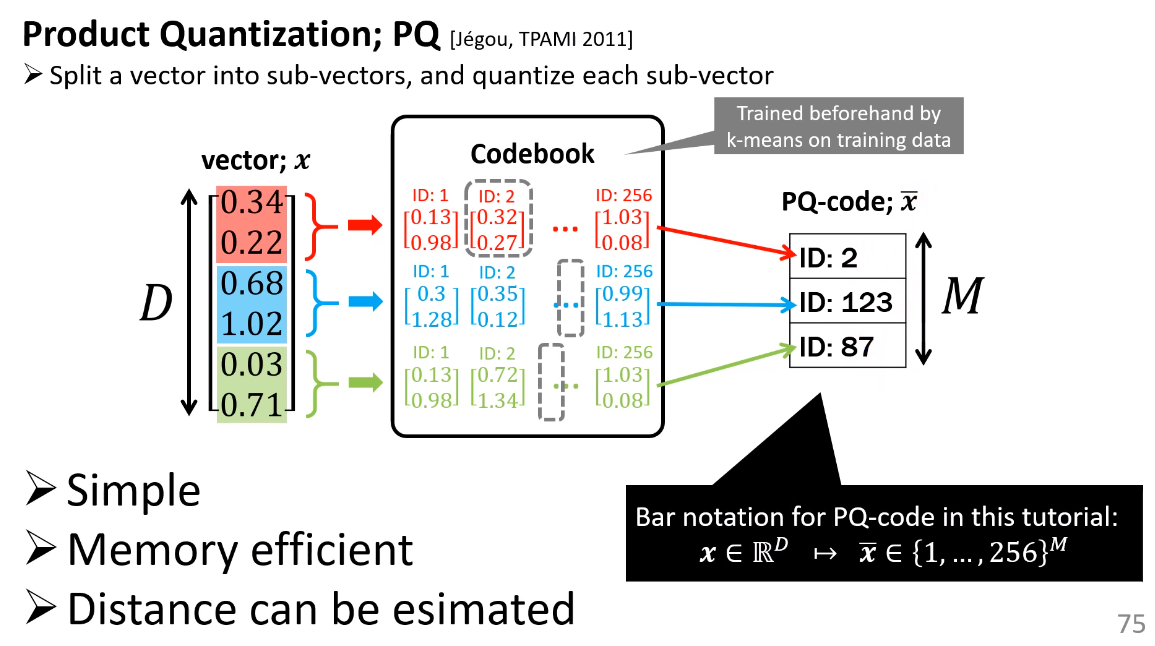 Product Quantization; PQ [Jégou, TPAMI 2011]
➢ Split a vector into sub-vectors, and quantize each sub-vector
Trained beforehand by
k-means on training data
vector; x
D
0.34
0.22
0.68
1.02
0.03
0.71
Codebook
ID: 1 ID: 2 ID: 256
[0.13 0.98] [0.32 0.27] ... [1.03 0.08]
ID: 1 ID: 2 ID: 256
[0.3 1.28] [0.35 0.12] ... [0.99 1.13]
ID: 1 ID: 2 ID: 256
[0.13 0.98] [0.72 1.34] ... [1.03 0.08]
PQ-code; x̅
ID: 2
ID: 123
ID: 87
M
➢ Simple
➢ Memory efficient
➢ Distance can be esimated
Bar notation for PQ-code in this tutorial:
x ∈ ℝ^D ↦ x̅ ∈ {1, … , 256}^M
75